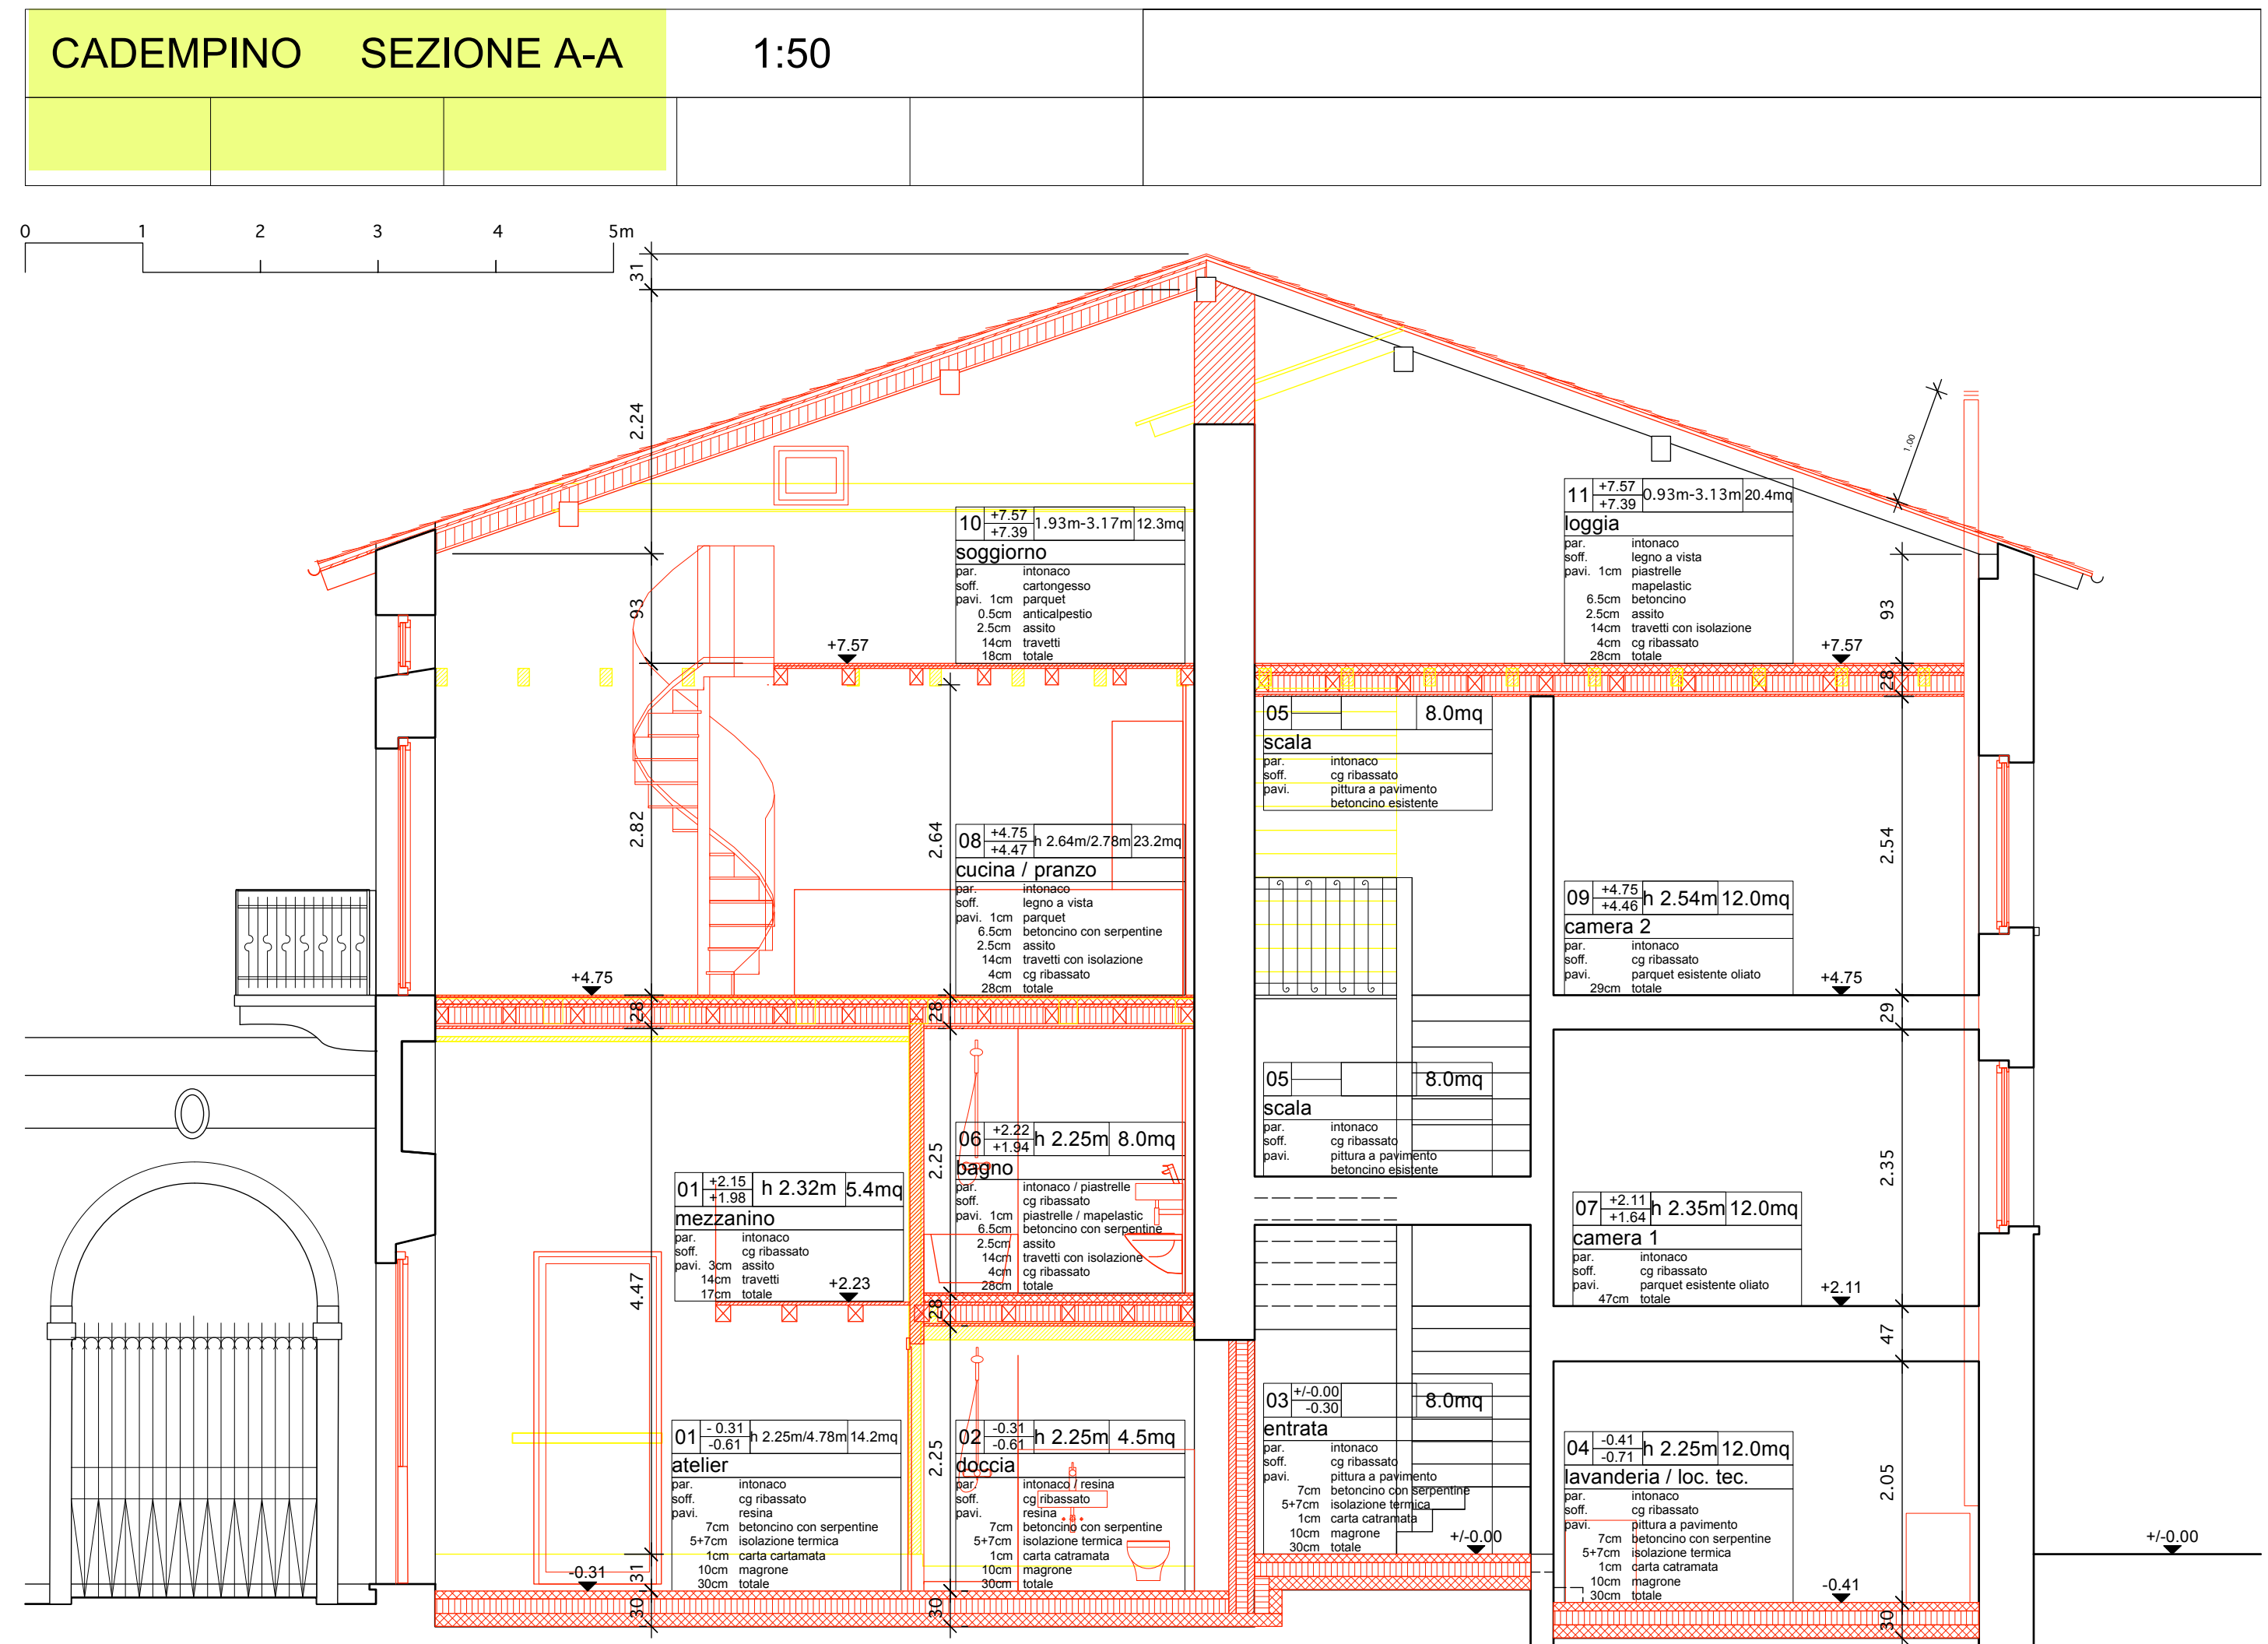 CADEMPINO SEZIONE A-A 1:50
0 1 2 3 4 5m
31
2.24
93
2.82
28
4.47
31
30
1.00
10 +7.57 +7.39 1.93m-3.17m 12.3mq
soggiorno
par. intonaco
soff. cartongesso
pavi. 1cm parquet
0.5cm anticalpestio
2.5cm assito
14cm travetti
18cm totale
+7.57
11 +7.57 +7.39 0.93m-3.13m 20.4mq
loggia
par. intonaco
soff. legno a vista
pavi. 1cm piastrelle
mapelastic
6.5cm betoncino
2.5cm assito
14cm travetti con isolazione
4cm cg ribassato
28cm totale
+7.57
93
28
2.54
29
2.35
47
2.05
30
05 8.0mq
scala
par. intonaco
soff. cg ribassato
pavi. pittura a pavimento
betoncino esistente
2.64
28
2.25
28
2.25
30
08 +4.75 +4.47 h 2.64m/2.78m 23.2mq
cucina / pranzo
par. intonaco
soff. legno a vista
pavi. 1cm parquet
6.5cm betoncino con serpentine
2.5cm assito
14cm travetti con isolazione
4cm cg ribassato
28cm totale
+4.75
09 +4.75 +4.46 h 2.54m 12.0mq
camera 2
par. intonaco
soff. cg ribassato
pavi. parquet esistente oliato
29cm totale
+4.75
05 8.0mq
scala
par. intonaco
soff. cg ribassato
pavi. pittura a pavimento
betoncino esistente
06 +2.22 +1.94 h 2.25m 8.0mq
bagno
par. intonaco / piastrelle
soff. cg ribassato
pavi. 1cm piastrelle / mapelastic
6.5cm betoncino con serpentine
2.5cm assito
14cm travetti con isolazione
4cm cg ribassato
28cm totale
01 +2.15 +1.98 h 2.32m 5.4mq
mezzanino
par. intonaco
soff. cg ribassato
pavi. 3cm assito
14cm travetti
17cm totale
+2.23
07 +2.11 +1.64 h 2.35m 12.0mq
camera 1
par. intonaco
soff. cg ribassato
pavi. parquet esistente oliato
47cm totale
+2.11
01 - 0.31 -0.61 h 2.25m/4.78m 14.2mq
atelier
par. intonaco
soff. cg ribassato
pavi. resina
7cm betoncino con serpentine
5+7cm isolazione termica
1cm carta cartamata
10cm magrone
30cm totale
-0.31
02 -0.31 -0.61 h 2.25m 4.5mq
doccia
par. intonaco / resina
soff. cg ribassato
pavi. resina
7cm betoncino con serpentine
5+7cm isolazione termica
1cm carta catramata
10cm magrone
30cm totale
03 +/-0.00 -0.30 8.0mq
entrata
par. intonaco
soff. cg ribassato
pavi. pittura a pavimento
7cm betoncino con serpentine
5+7cm isolazione termica
1cm carta catramata
10cm magrone
30cm totale
+/-0.00
04 -0.41 -0.71 h 2.25m 12.0mq
lavanderia / loc. tec.
par. intonaco
soff. cg ribassato
pavi. pittura a pavimento
7cm betoncino con serpentine
5+7cm isolazione termica
1cm carta catramata
10cm magrone
30cm totale
-0.41
+/-0.00